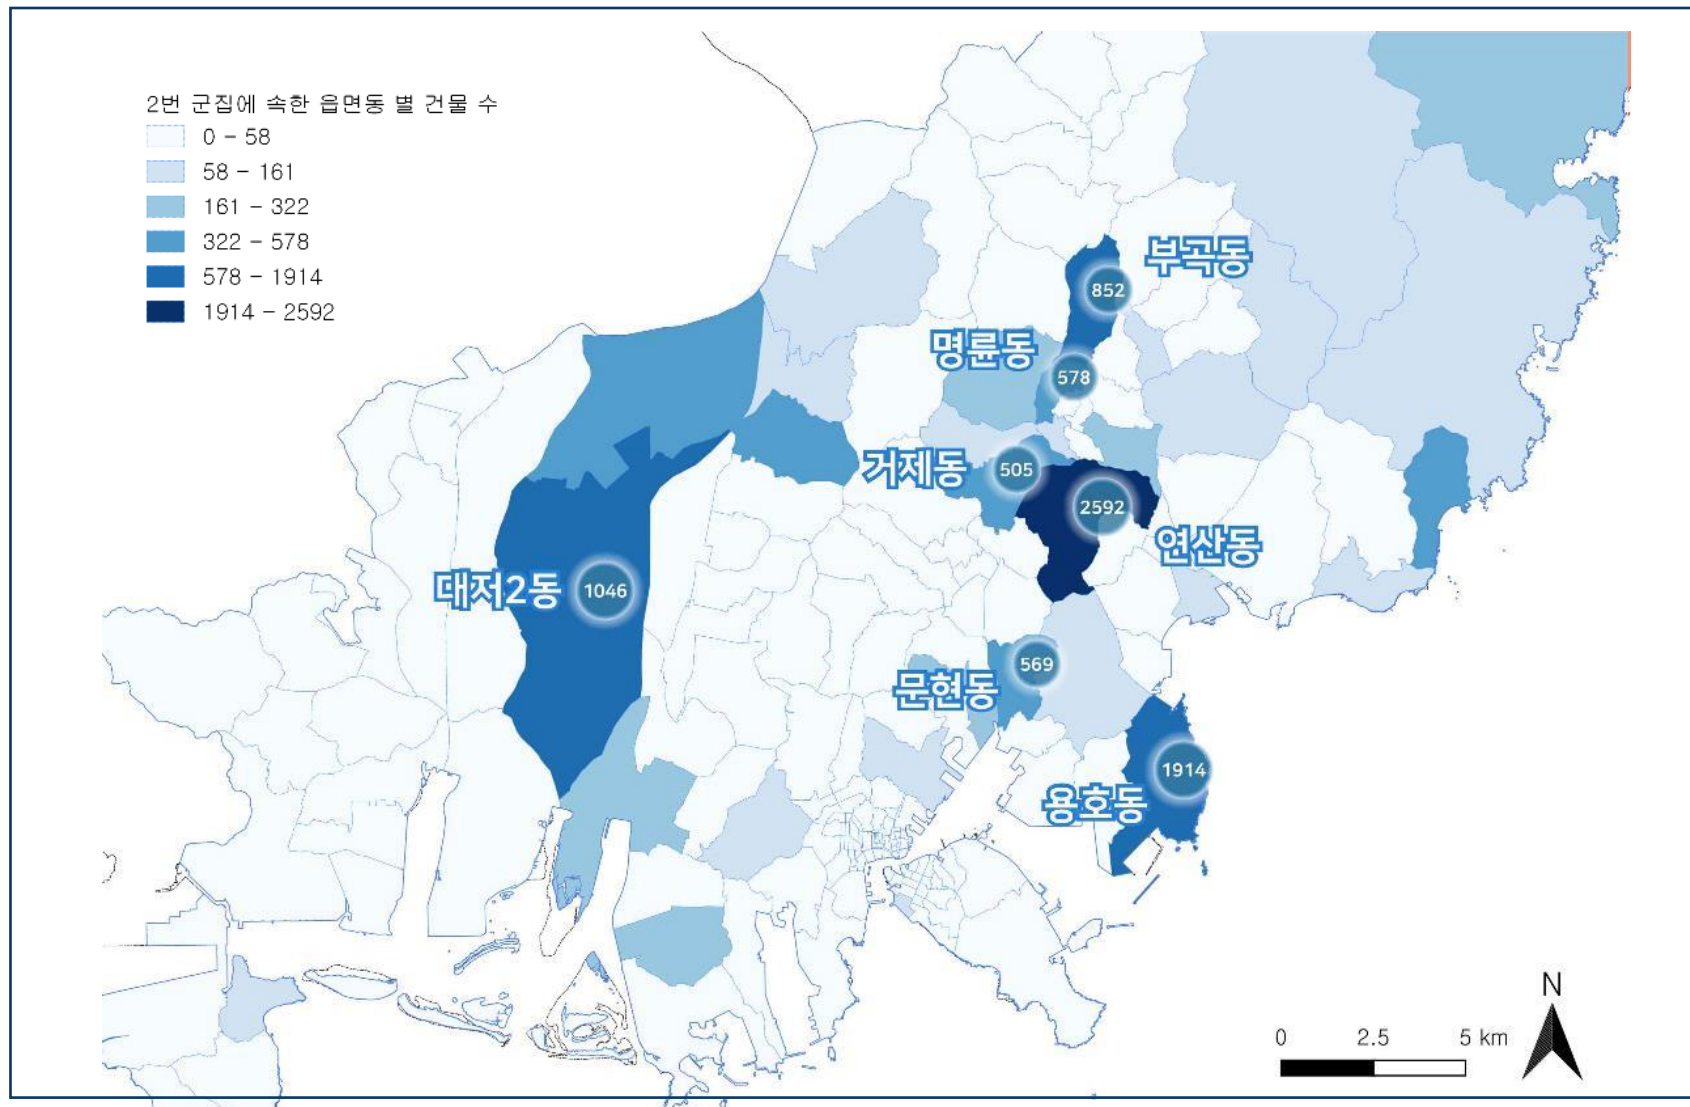 2번 군집에 속한 읍면동 별 건물 수
0 - 58
58 - 161
161 - 322
322 - 578
578 - 1914
1914 - 2592
부곡동
852
명륜동
578
거제동
505
2592
연산동
대저2동
1046
569
문현동
1914
용호동
N
0 2.5 5 km